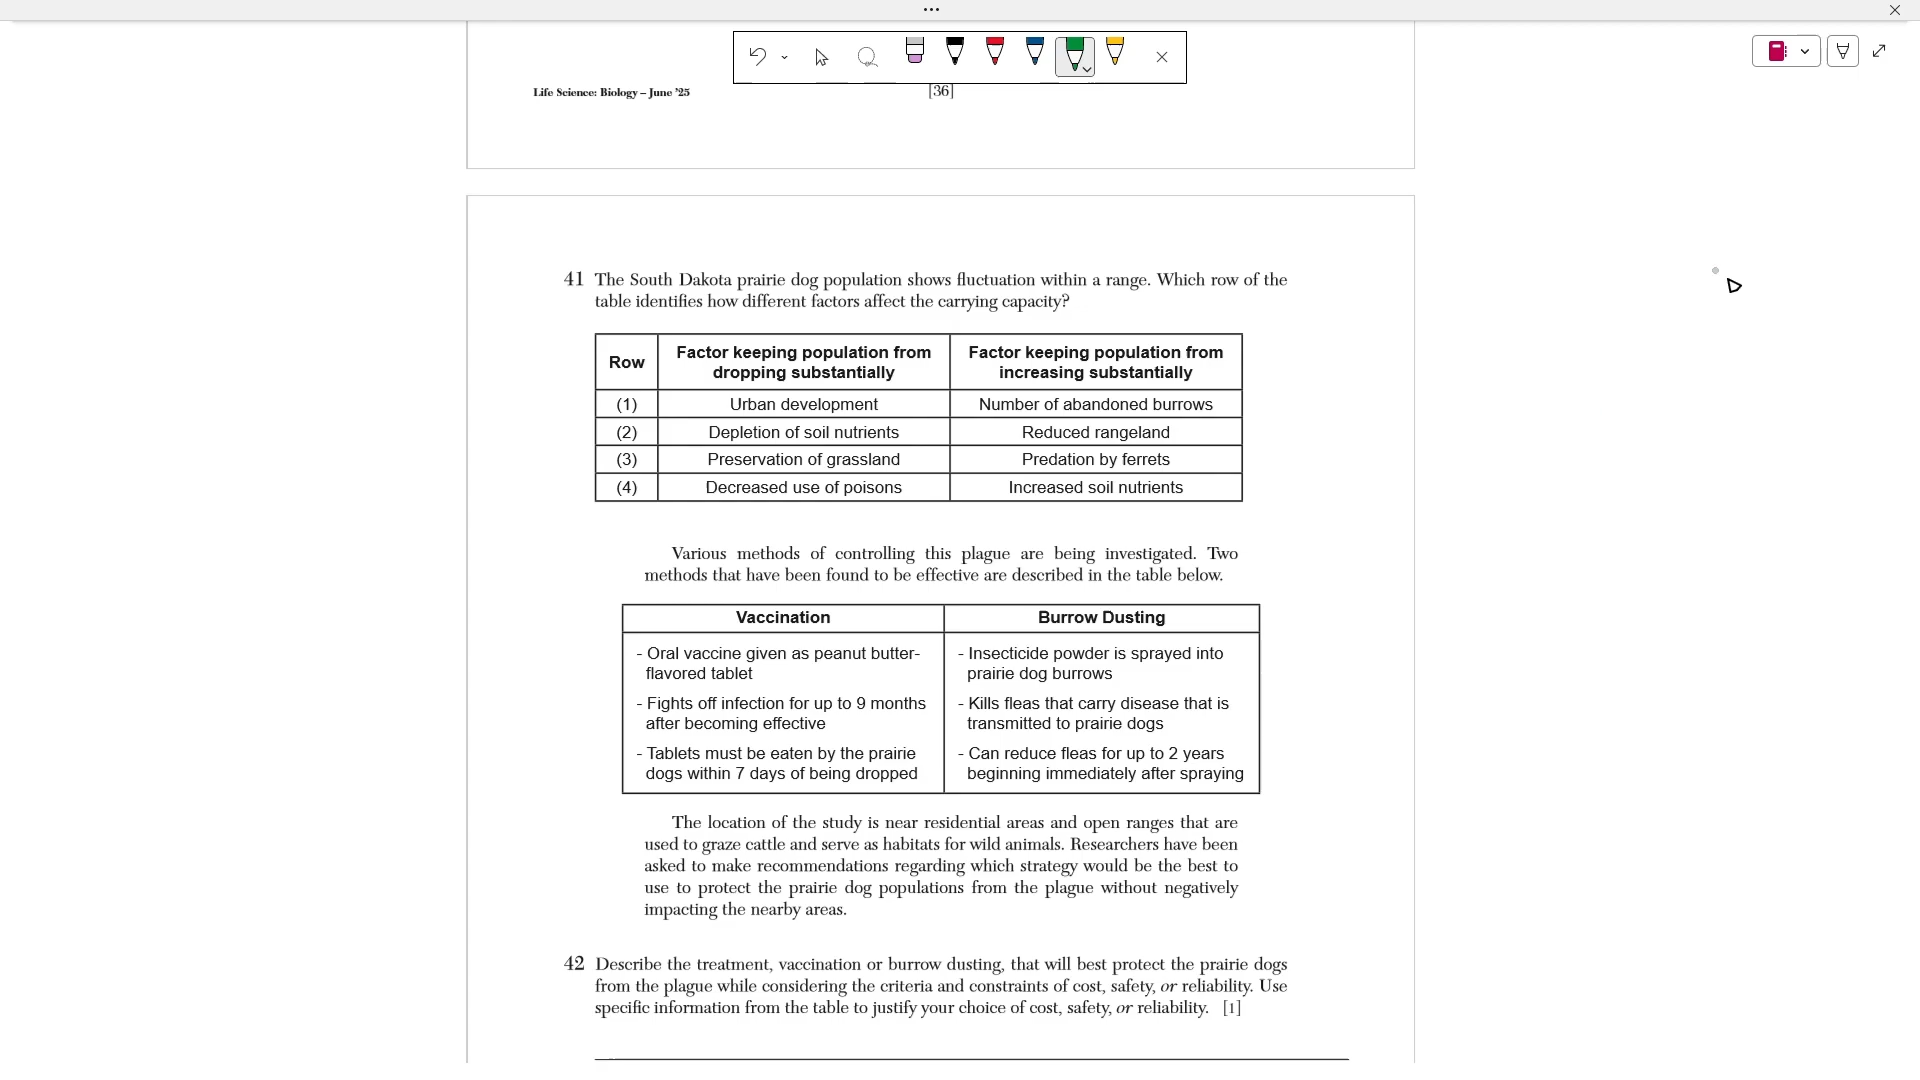 Life Science: Biology – June ’25
[36]
41 The South Dakota prairie dog population shows fluctuation within a range. Which row of the
table identifies how different factors affect the carrying capacity?
Row
Factor keeping population from
dropping substantially
Factor keeping population from
increasing substantially
(1) Urban development Number of abandoned burrows
(2) Depletion of soil nutrients Reduced rangeland
(3) Preservation of grassland Predation by ferrets
(4) Decreased use of poisons Increased soil nutrients
Various methods of controlling this plague are being investigated. Two
methods that have been found to be effective are described in the table below.
Vaccination
- Oral vaccine given as peanut butter-
flavored tablet
- Fights off infection for up to 9 months
after becoming effective
- Tablets must be eaten by the prairie
dogs within 7 days of being dropped
Burrow Dusting
- Insecticide powder is sprayed into
prairie dog burrows
- Kills fleas that carry disease that is
transmitted to prairie dogs
- Can reduce fleas for up to 2 years
beginning immediately after spraying
The location of the study is near residential areas and open ranges that are
used to graze cattle and serve as habitats for wild animals. Researchers have been
asked to make recommendations regarding which strategy would be the best to
use to protect the prairie dog populations from the plague without negatively
impacting the nearby areas.
42 Describe the treatment, vaccination or burrow dusting, that will best protect the prairie dogs
from the plague while considering the criteria and constraints of cost, safety, or reliability. Use
specific information from the table to justify your choice of cost, safety, or reliability. [1]